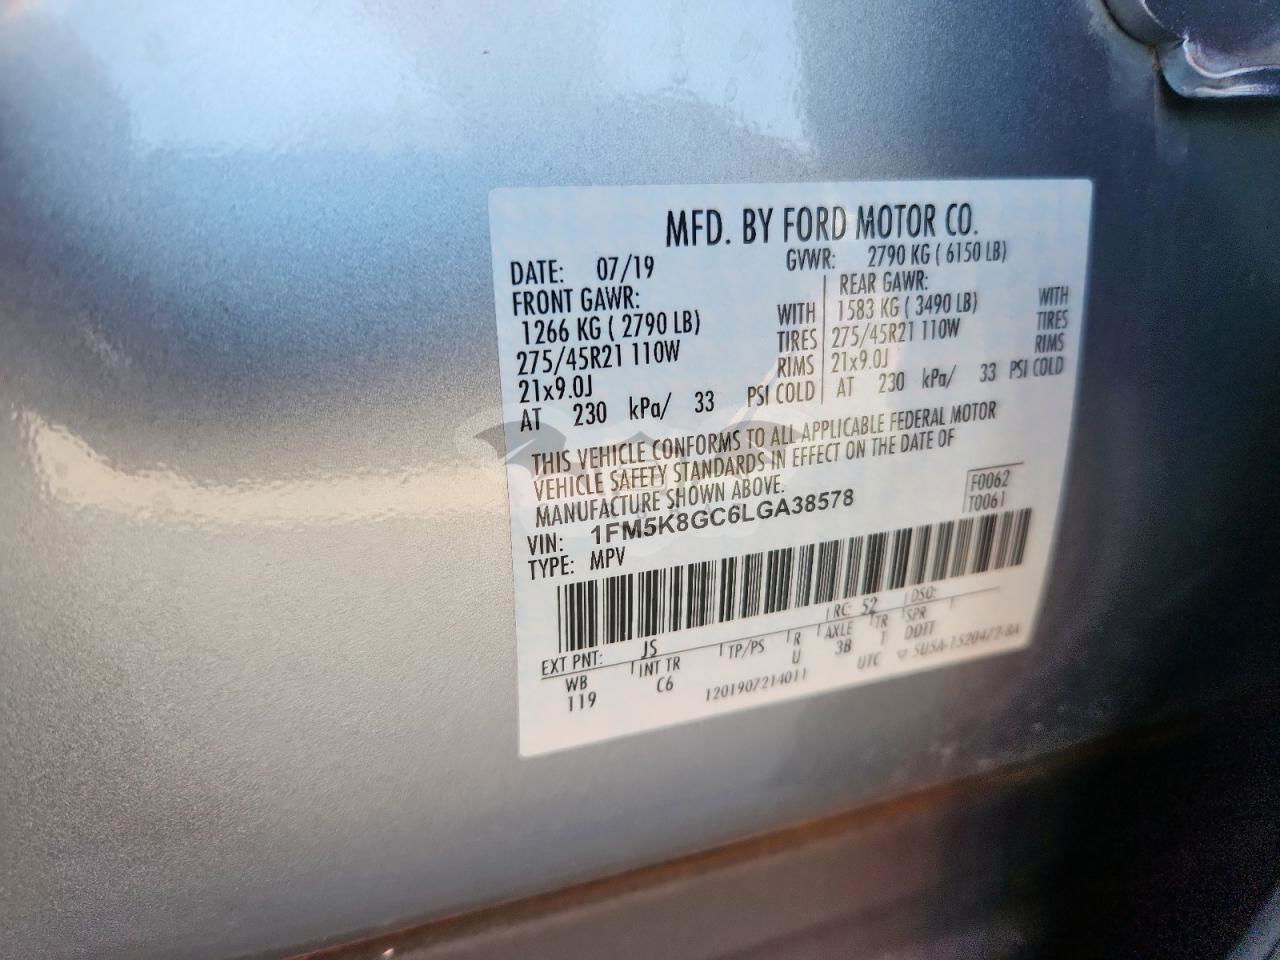 MFD. BY FORD MOTOR CO.
DATE: 07/19 GVWR: 2790 KG ( 6150 LB)
FRONT GAWR:
1266 KG ( 2790 LB) WITH
275/45R21 110W TIRES
21x9.0J RIMS
AT 230 kPa/ 33 PSI COLD
REAR GAWR:
1583 KG ( 3490 LB) WITH
275/45R21 110W TIRES
21x9.0J RIMS
AT 230 kPa/ 33 PSI COLD
THIS VEHICLE CONFORMS TO ALL APPLICABLE FEDERAL MOTOR
VEHICLE SAFETY STANDARDS IN EFFECT ON THE DATE OF
MANUFACTURE SHOWN ABOVE.
F0062
T0061
VIN: 1FM5K8GC6LGA38578
TYPE: MPV
EXT PNT: JS RC: 52 DSO:
WB INT TR TP/PS R AXLE TR SPR
119 C6 U 3B T DDTT
1201907214011 UTC ▽ 5USA-1520472-BA